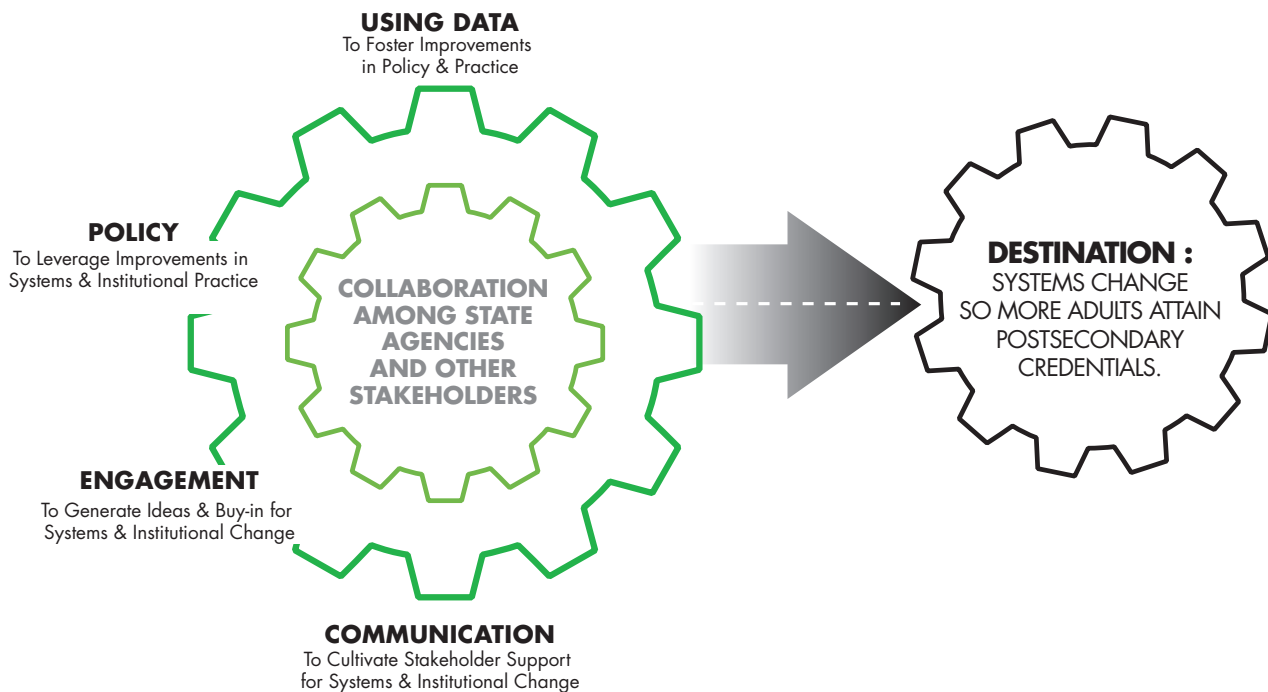 USING DATA
To Foster Improvements
in Policy & Practice
POLICY
To Leverage Improvements in
Systems & Institutional Practice
COLLABORATION
AMONG STATE
AGENCIES
AND OTHER
STAKEHOLDERS
ENGAGEMENT
To Generate Ideas & Buy-in for
Systems & Institutional Change
COMMUNICATION
To Cultivate Stakeholder Support
for Systems & Institutional Change
DESTINATION :
SYSTEMS CHANGE
SO MORE ADULTS ATTAIN
POSTSECONDARY
CREDENTIALS.